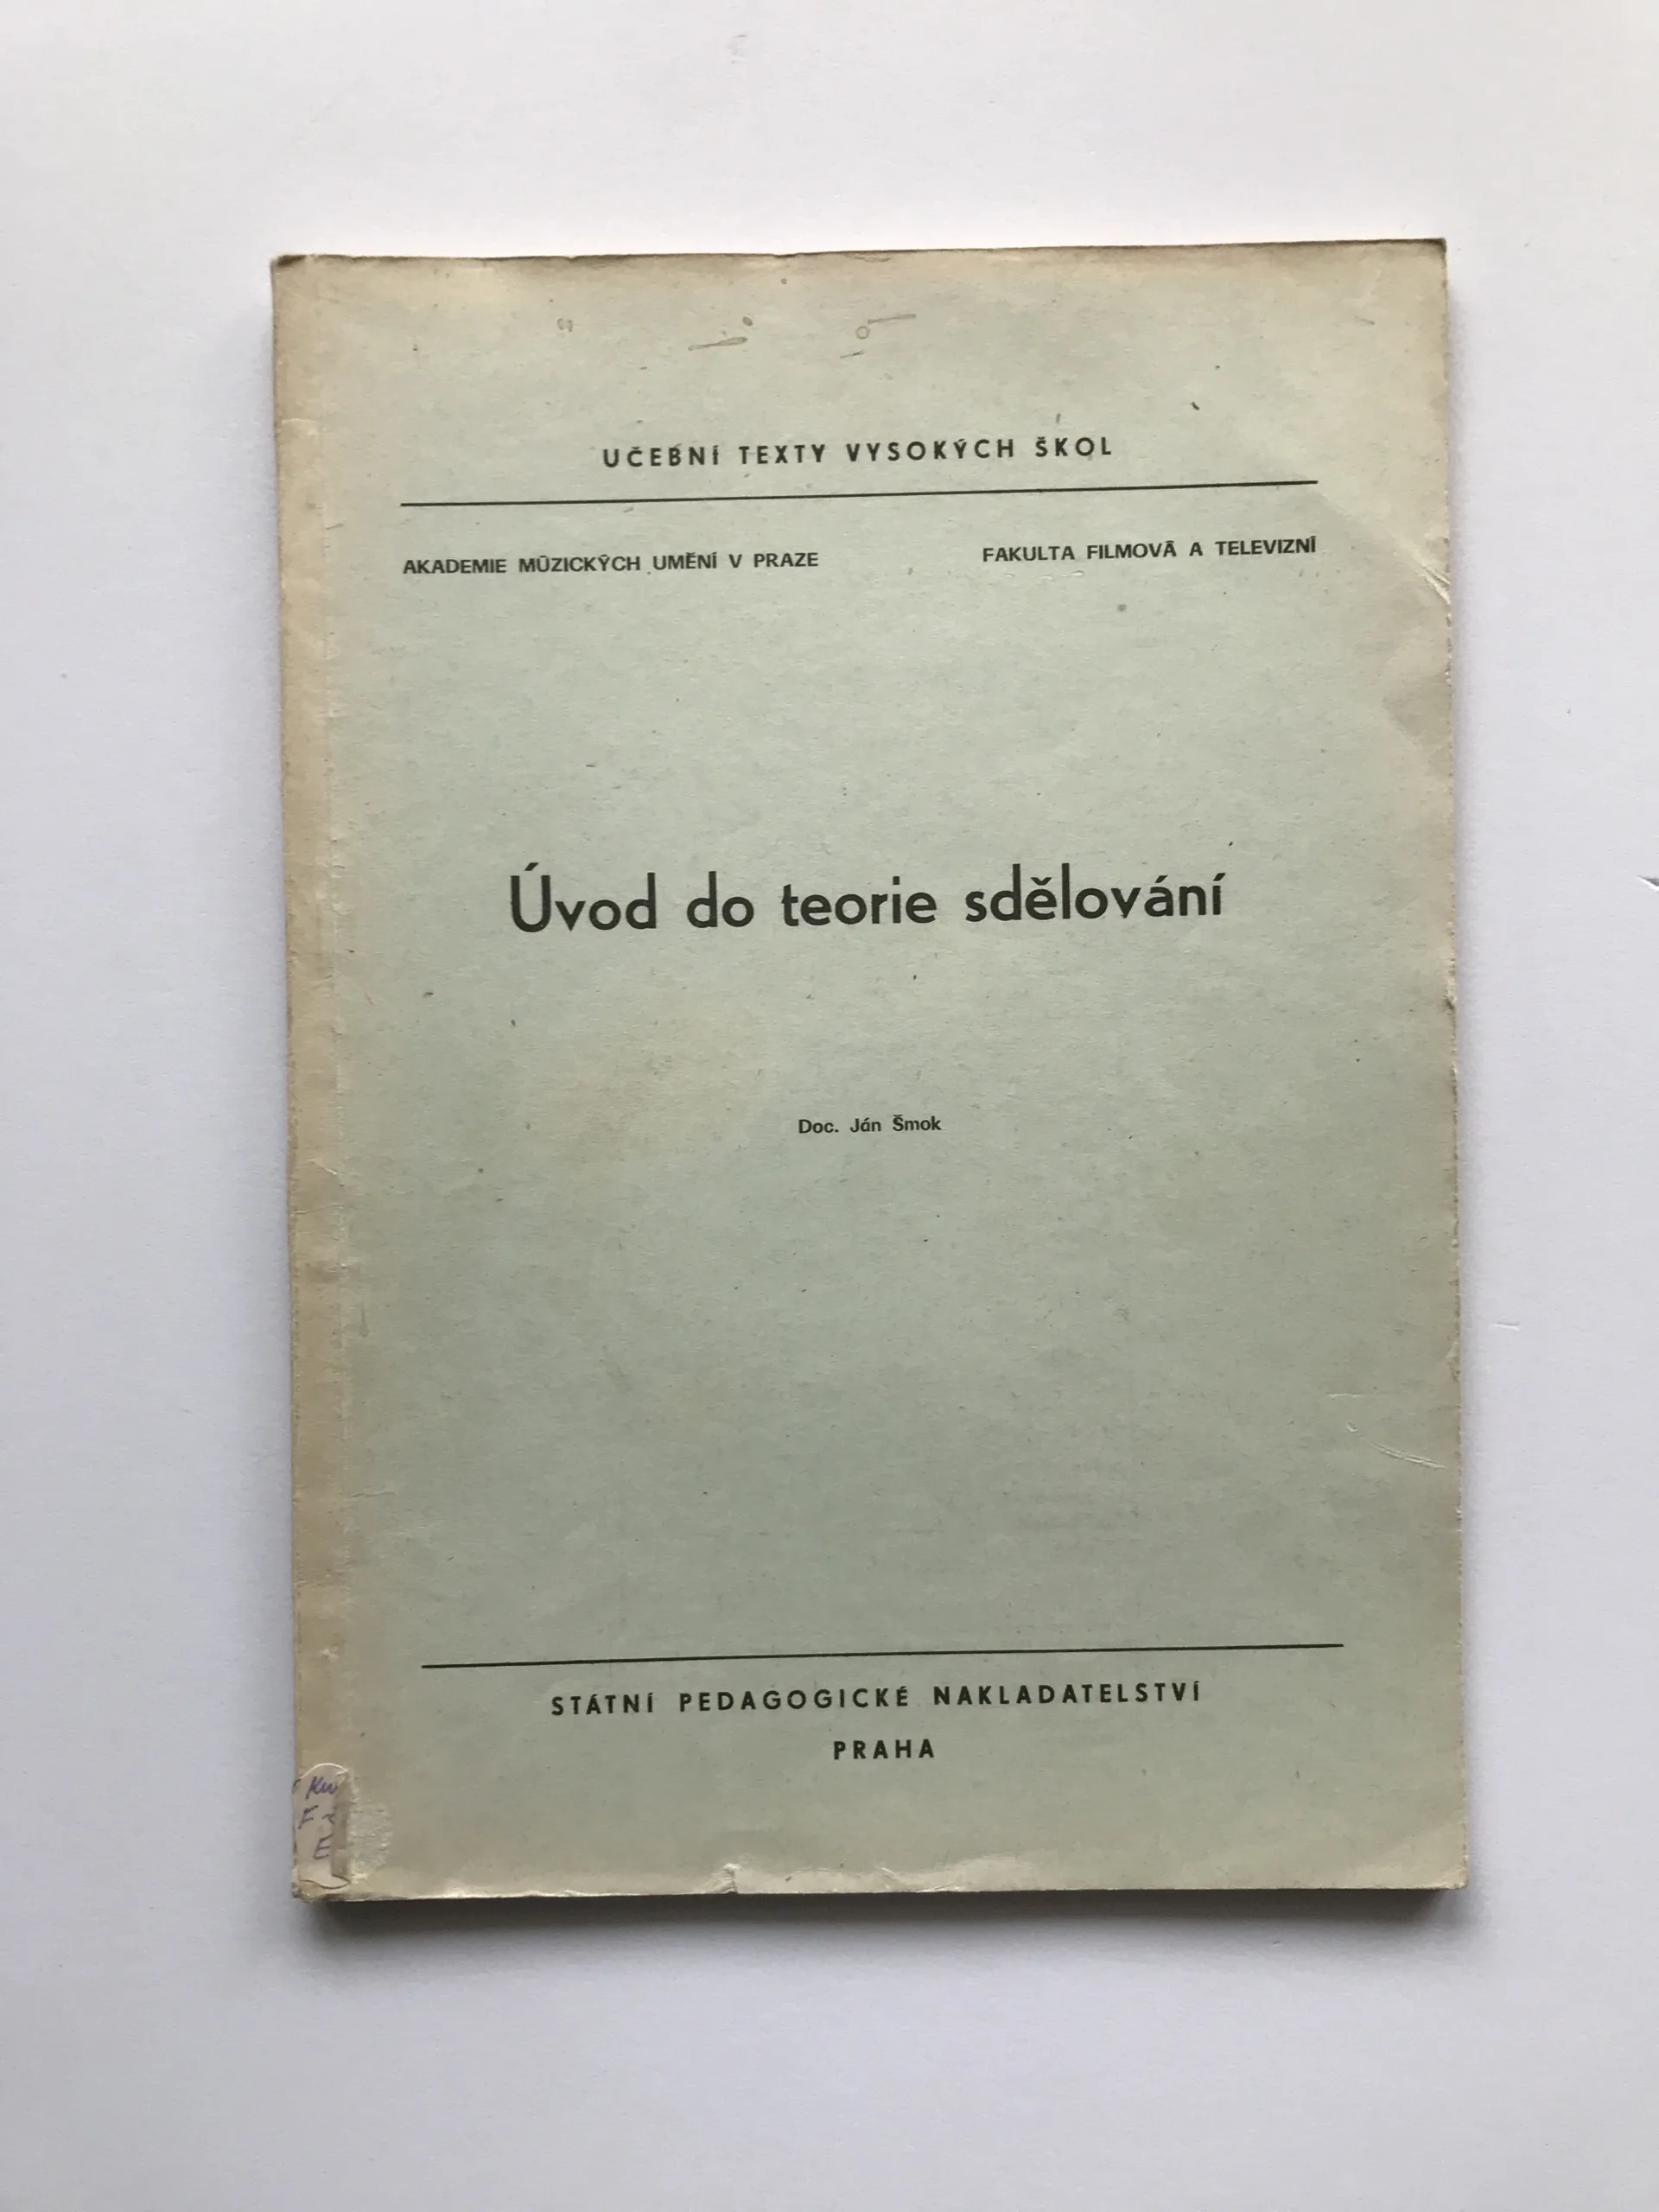 UČEBNÍ TEXTY VYSOKÝCH ŠKOL
AKADEMIE MŪZICKÝCH UMĚNÍ V PRAZE
FAKULTA FILMOVÁ A TELEVIZNÍ
Úvod do teorie sdělování
Doc. Ján Šmok
STÁTNÍ PEDAGOGICKÉ NAKLADATELSTVÍ
PRAHA